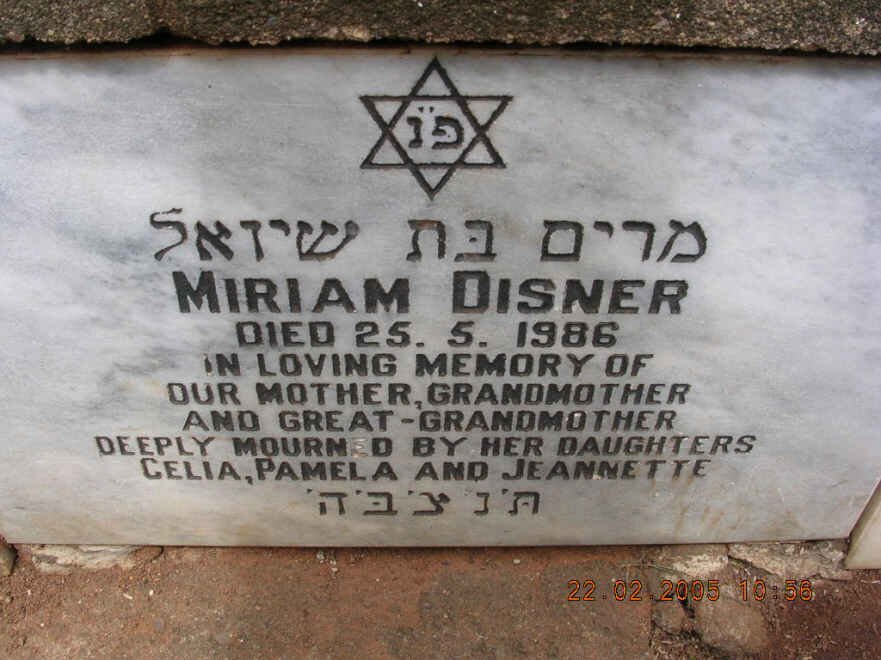 פ"נ
מרים בת
MIRIAM DISNER
DIED 25. 5. 1986
IN LOVING MEMORY OF
OUR MOTHER, GRANDMOTHER
AND GREAT-GRANDMOTHER
DEEPLY MOURNED BY HER DAUGHTERS
CELIA, PAMELA AND JEANNETTE
ת'נ'צ'ב'ה'
22.02.2005 10:56